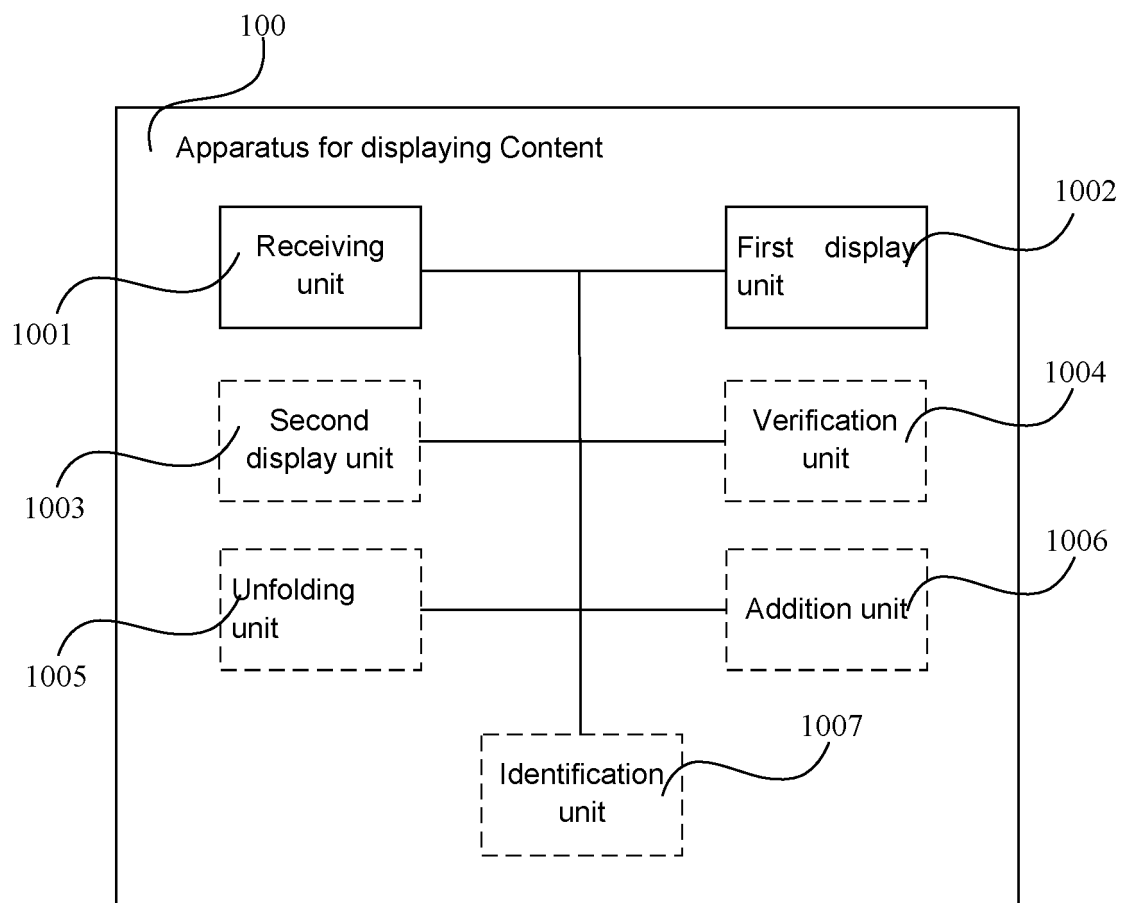 100
Apparatus for displaying Content
1002
Receiving
unit
First display
unit
1001
1004
Second
display unit
Verification
unit
1003
1006
Unfolding
unit
Addition unit
1005
1007
Identification
unit